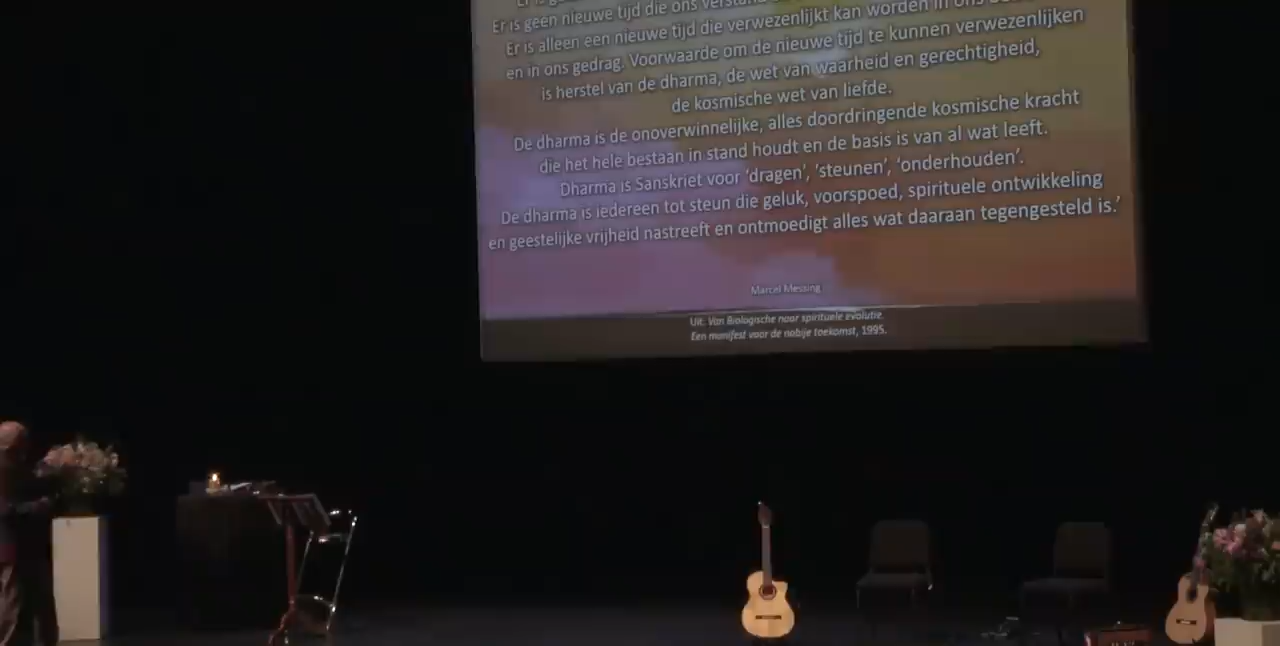 Er is geen nieuwe tijd die ons
Er is alleen een nieuwe tijd die verwezenlijkt kan worden in ons
en in ons gedrag. Voorwaarde om de nieuwe tijd te kunnen verwezenlijken
is herstel van de dharma, de wet van waarheid en gerechtigheid,
de kosmische wet van liefde.
De dharma is de onoverwinnelijke, alles doordringende kosmische kracht
die het hele bestaan in stand houdt en de basis is van al wat leeft.
Dharma is Sanskriet voor ‘dragen’, ‘steunen’, ‘onderhouden’.
De dharma is iedereen tot steun die geluk, voorspoed, spirituele ontwikkeling
en geestelijke vrijheid nastreeft en ontmoedigt alles wat daaraan tegengesteld is.’
Marcel Messing
Uit: Van Biologische naar spirituele evolutie.
Een manifest voor de nabije toekomst, 1995.